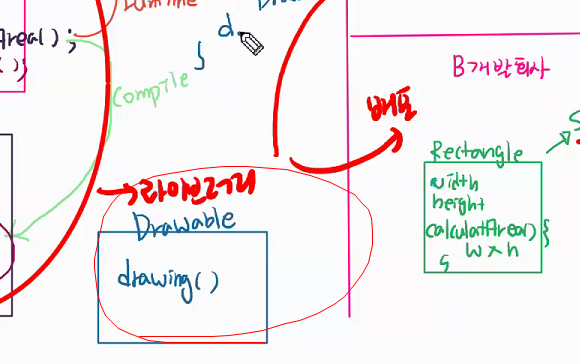 Runtime
d.
Area();
();
}
Compile
B개발회사
배포
라이브러리
Drawable
drawing()
Rectangle
width
height
calculatArea() {
w × h
}